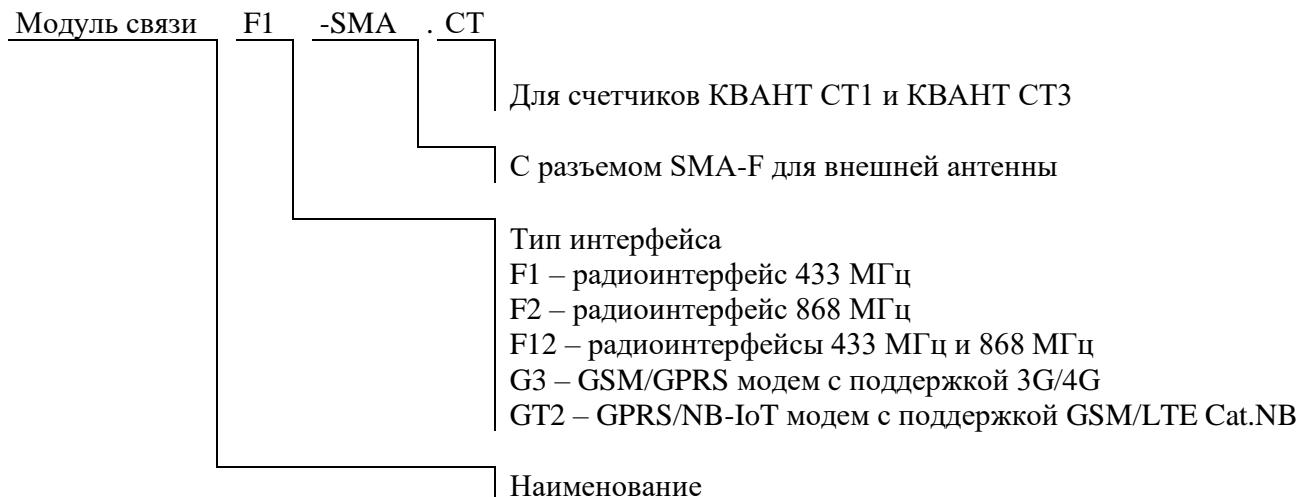 Модуль связи F1 -SMA . СТ
Для счетчиков КВАНТ СТ1 и КВАНТ СТ3
С разъемом SMA-F для внешней антенны
Тип интерфейса
F1 – радиоинтерфейс 433 МГц
F2 – радиоинтерфейс 868 МГц
F12 – радиоинтерфейсы 433 МГц и 868 МГц
G3 – GSM/GPRS модем с поддержкой 3G/4G
GT2 – GPRS/NB-IoT модем с поддержкой GSM/LTE Cat.NB
Наименование